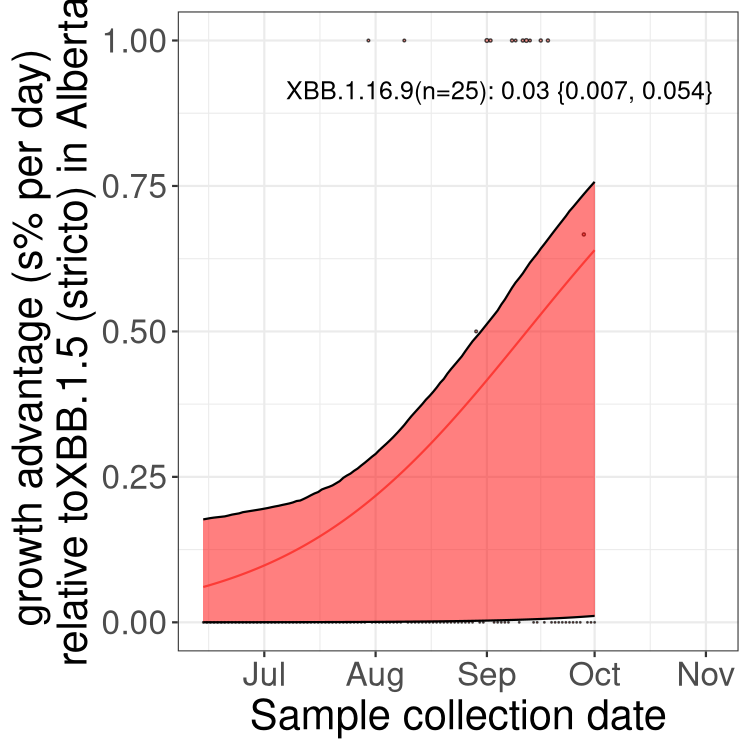 growth advantage (s% per day)
relative toXBB.1.5 (stricto) in Alberta
1.00
XBB.1.16.9(n=25): 0.03 {0.007, 0.054}
0.75
0.50
0.25
0.00
Jul Aug Sep Oct Nov
Sample collection date